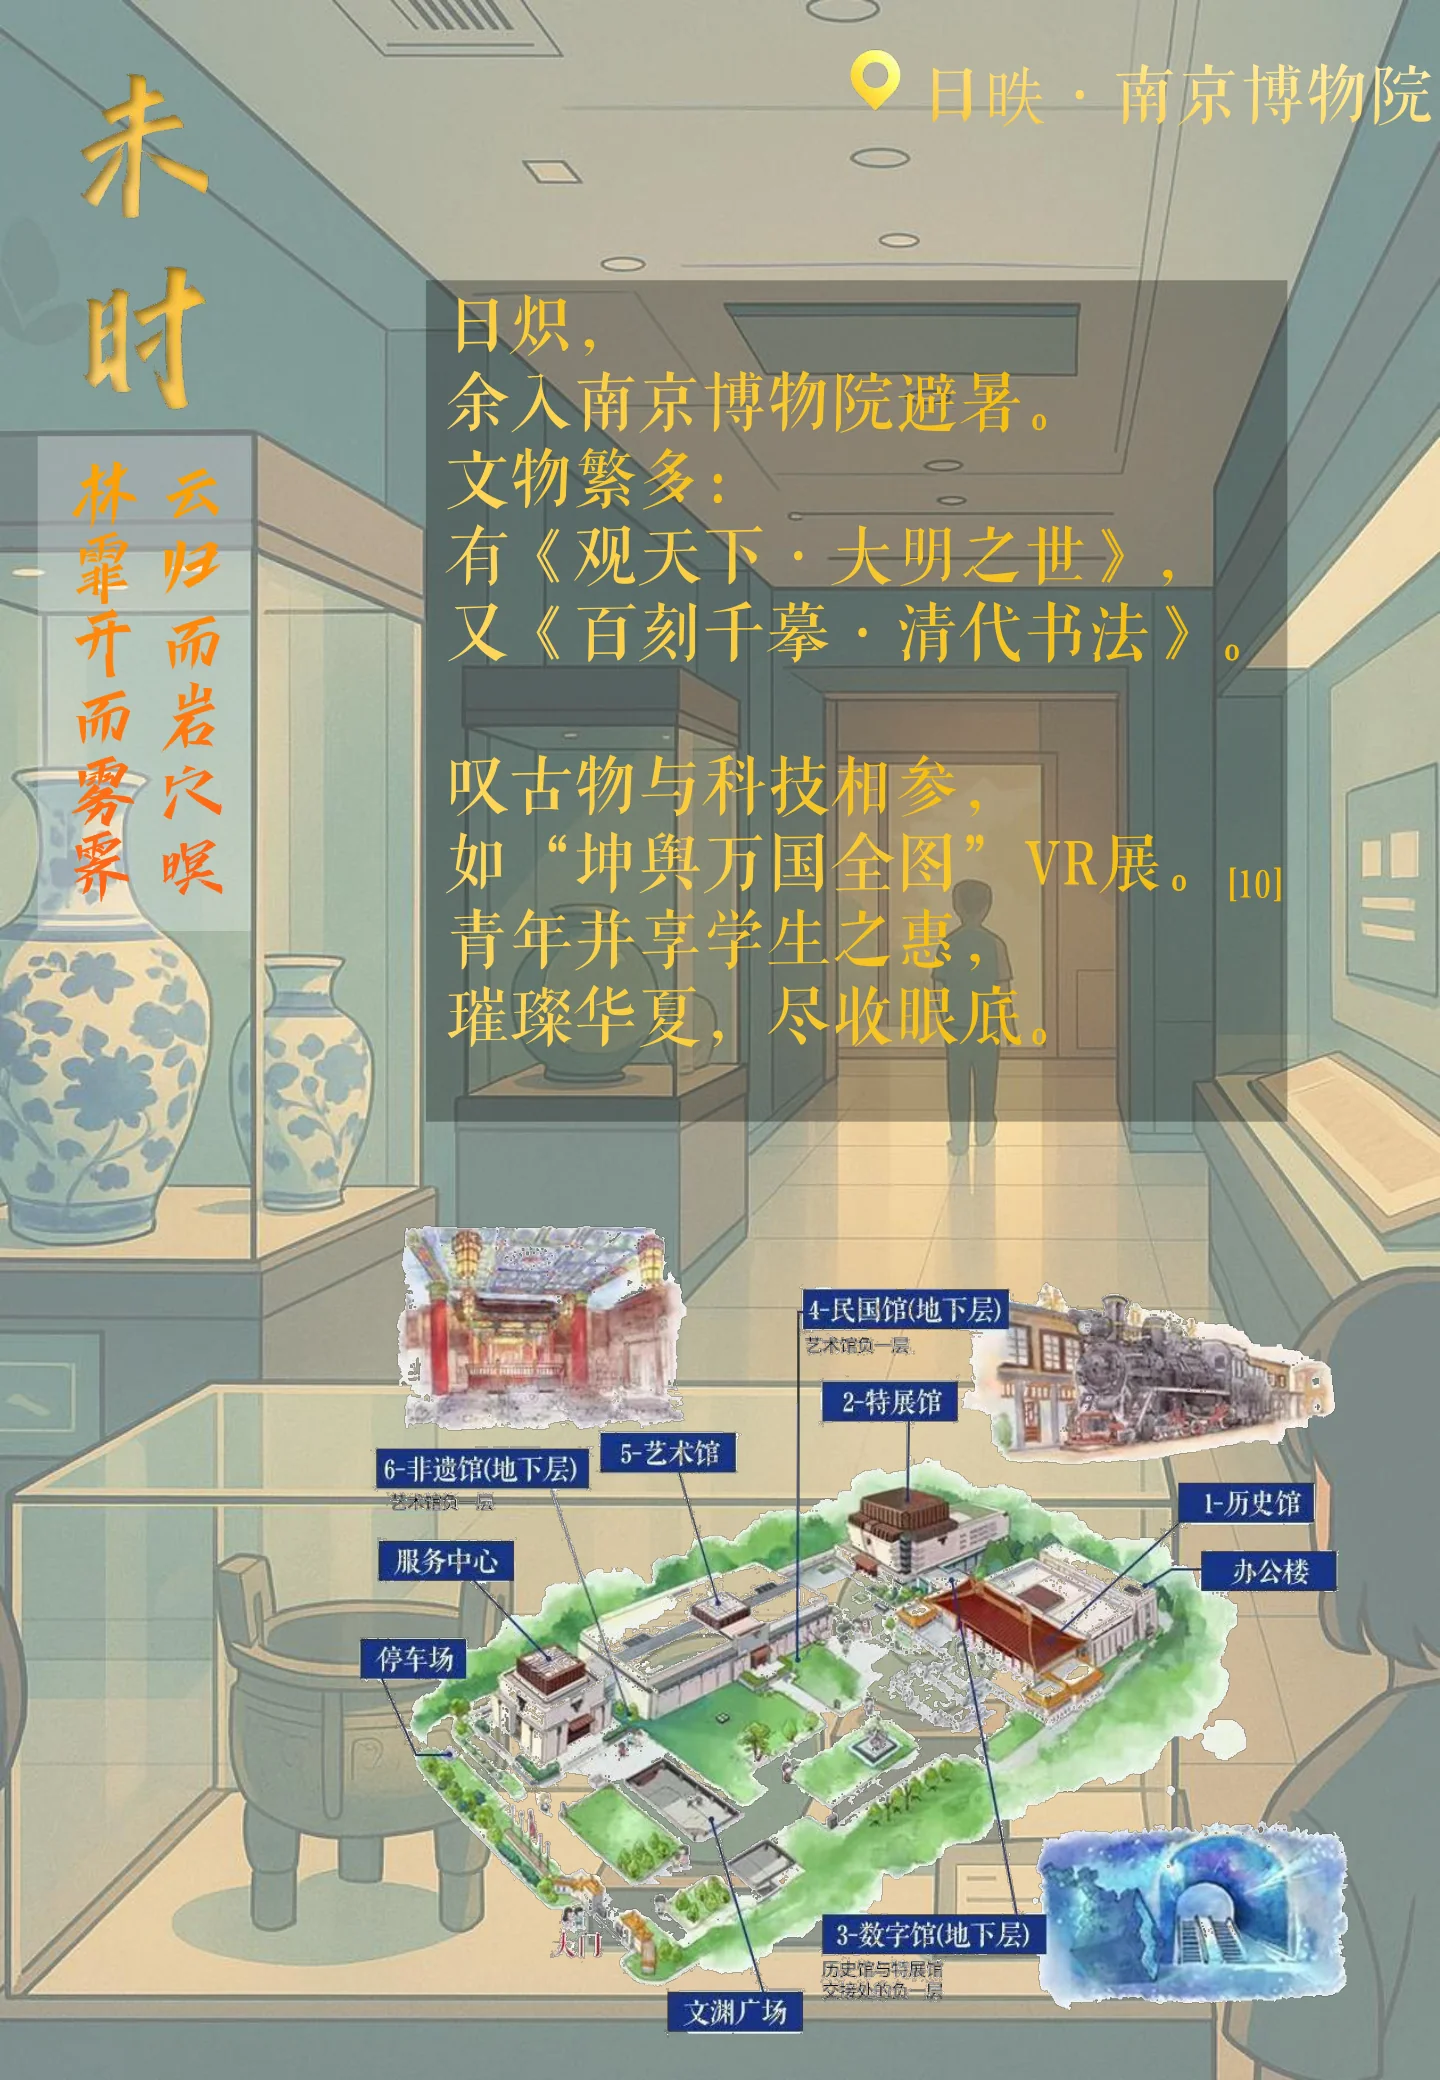 未时
日昳·南京博物院
云归而岩穴暝
林霏开而雾霁
日炽，
余入南京博物院避暑。
文物繁多：
有《观天下·大明之世》，
又《百刻千摹·清代书法》。
叹古物与科技相参，
如“坤舆万国全图”VR展。[10]
青年并享学生之惠，
璀璨华夏，尽收眼底。
4-民国馆(地下层)
艺术馆负一层
2-特展馆
5-艺术馆
6-非遗馆(地下层)
艺术馆负一层
1-历史馆
服务中心
办公楼
停车场
大门
3-数字馆(地下层)
历史馆与特展馆
交接处的负一层
文渊广场